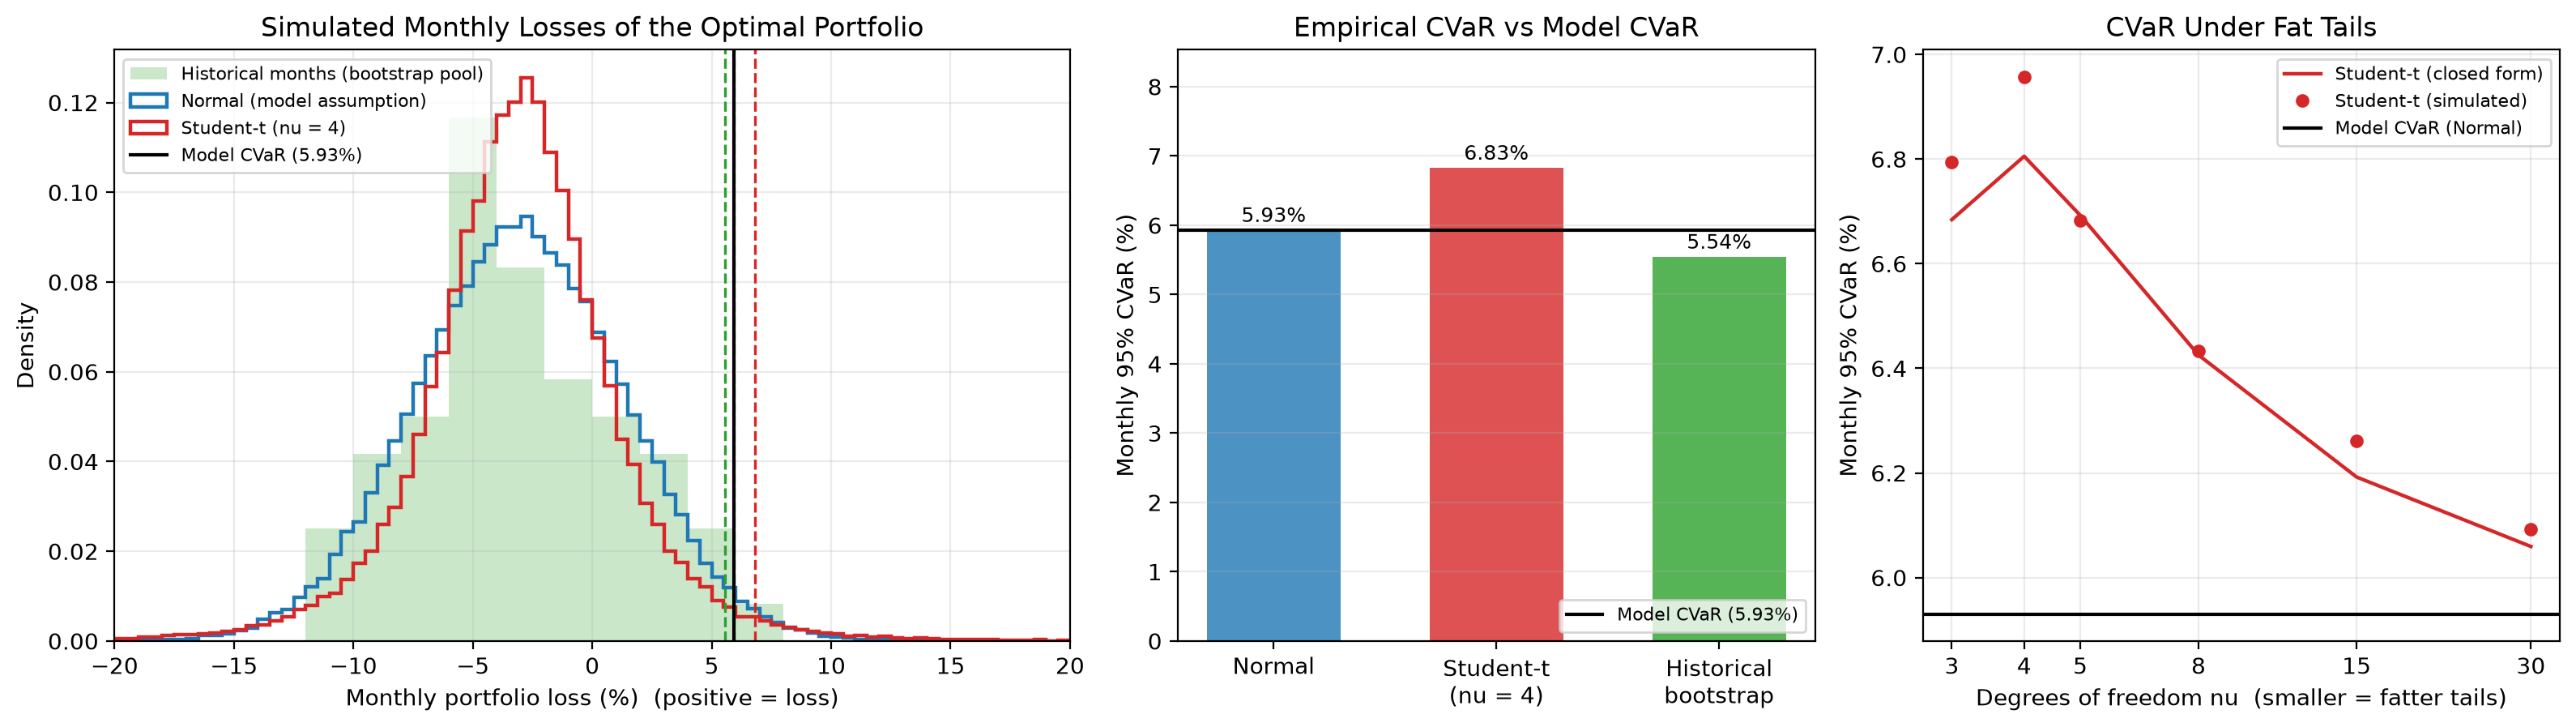 Simulated Monthly Losses of the Optimal Portfolio
Historical months (bootstrap pool)
Normal (model assumption)
Student-t (nu = 4)
Model CVaR (5.93%)
Density
0.12
0.10
0.08
0.06
0.04
0.02
0.00
−20
−15
−10
−5
0
5
10
15
20
Monthly portfolio loss (%)  (positive = loss)
Empirical CVaR vs Model CVaR
Monthly 95% CVaR (%)
8
7
6
5
4
3
2
1
0
5.93%
6.83%
5.54%
Model CVaR (5.93%)
Normal
Student-t
(nu = 4)
Historical
bootstrap
CVaR Under Fat Tails
Student-t (closed form)
Student-t (simulated)
Model CVaR (Normal)
Monthly 95% CVaR (%)
7.0
6.8
6.6
6.4
6.2
6.0
3
4
5
8
15
30
Degrees of freedom nu  (smaller = fatter tails)